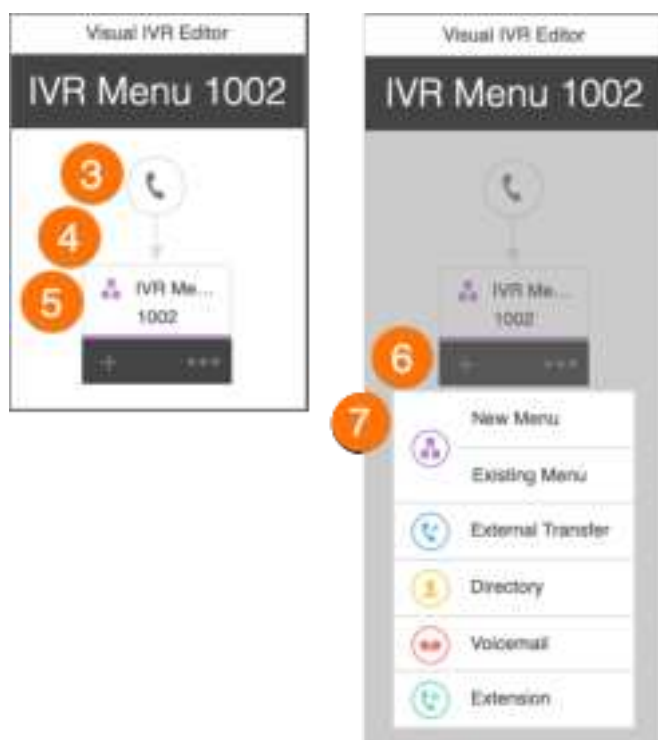 Visual IVR Editor
IVR Menu 1002
3
4
5
IVR Me...
1002
+ •••
Visual IVR Editor
IVR Menu 1002
IVR Me...
1002
6
+ •••
7
New Menu
Existing Menu
External Transfer
Directory
Voicemail
Extension